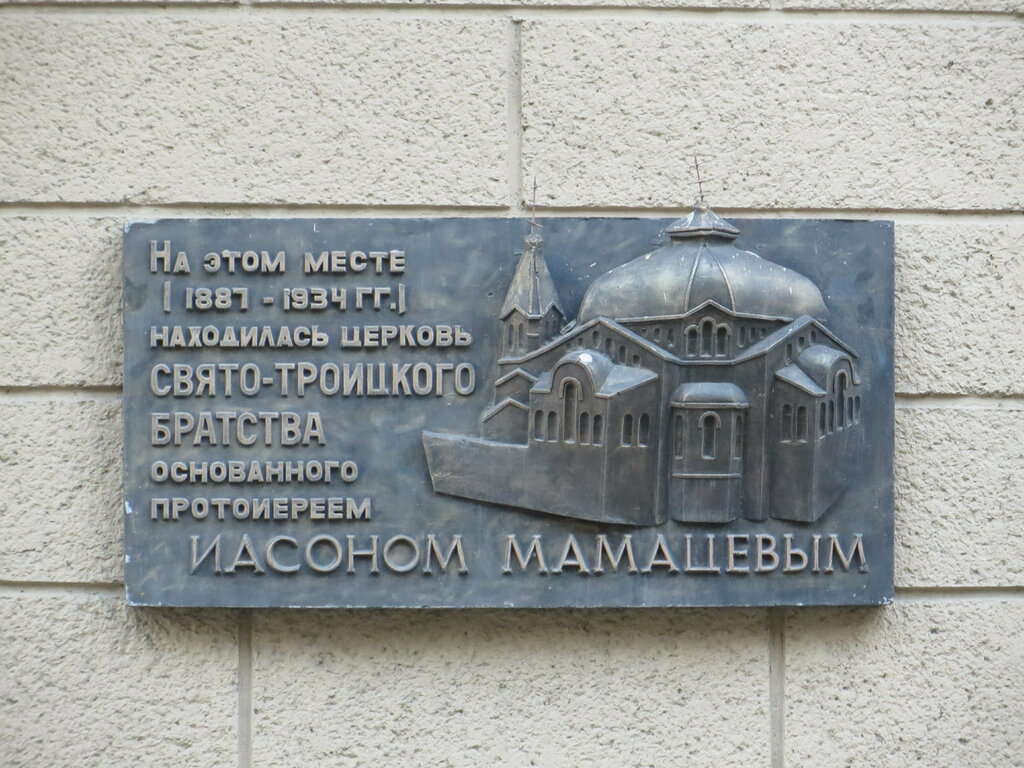 На этом месте
(1887 - 1934 гг.)
находилась церковь
СВЯТО-ТРОИЦКОГО
БРАТСТВА
основанного
протоиереем
ИАСОНОМ МАМАЦЕВЫМ